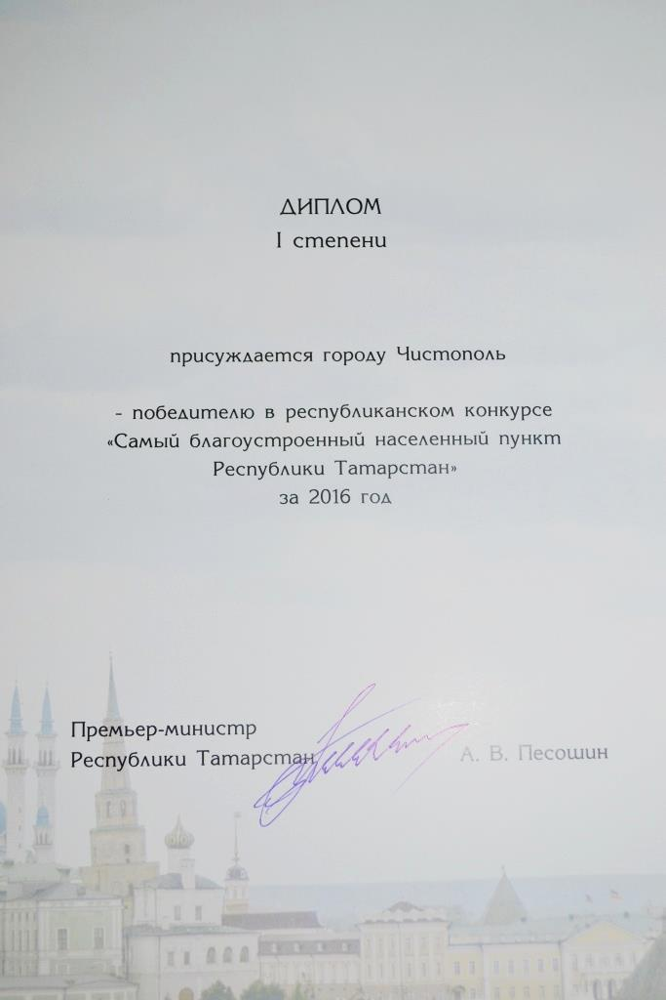 ДИПЛОМ
I степени
присуждается городу Чистополь
- победителю в республиканском конкурсе
«Самый благоустроенный населенный пункт
Республики Татарстан»
за 2016 год
Премьер-министр
Республики Татарстан
А. В. Песошин